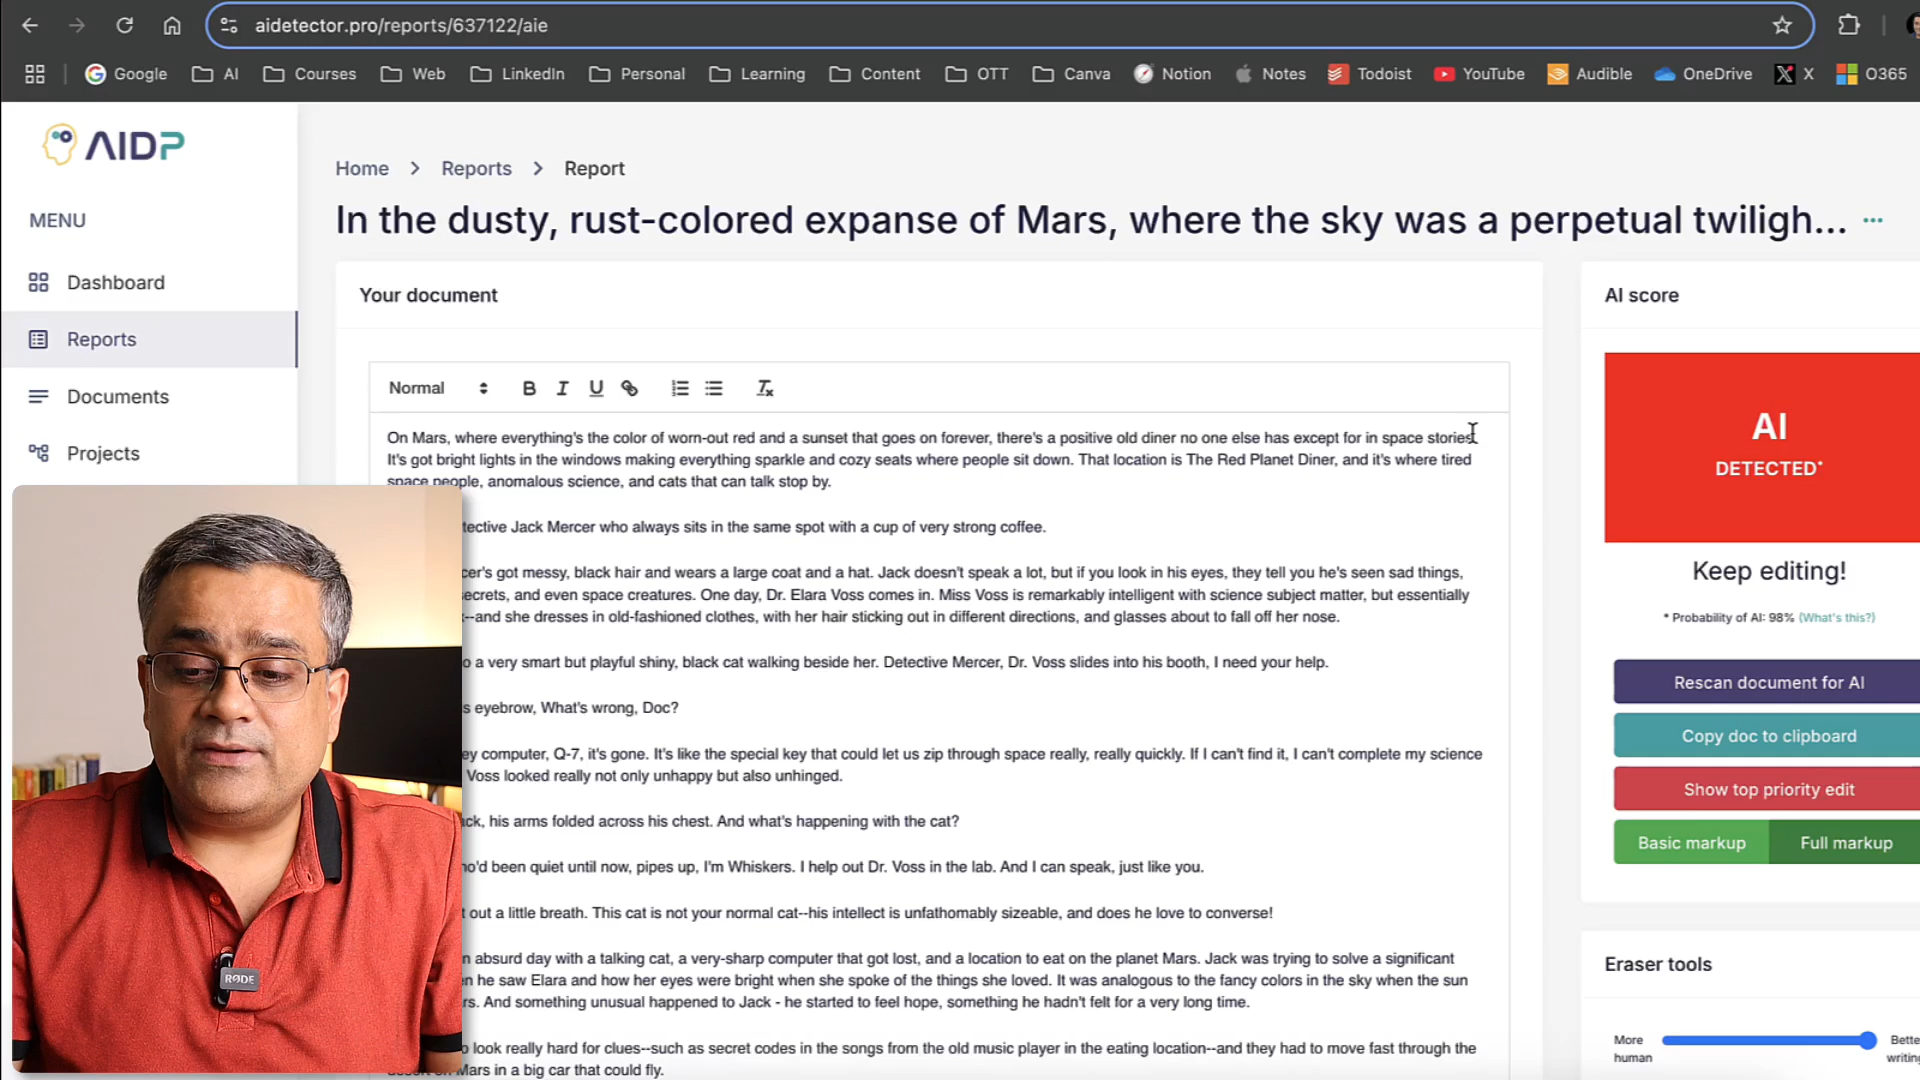 aidetector.pro/reports/637122/aie
Google AI Courses Web LinkedIn Personal Learning Content OTT Canva Notion Notes Todoist YouTube Audible OneDrive X O365
AIDP
MENU
Dashboard
Reports
Documents
Projects
Home > Reports > Report
In the dusty, rust-colored expanse of Mars, where the sky was a perpetual twiligh... ...
Your document
Normal B I U
On Mars, where everything's the color of worn-out red and a sunset that goes on forever, there's a positive old diner no one else has except for in space stories.
It's got bright lights in the windows making everything sparkle and cozy seats where people sit down. That location is The Red Planet Diner, and it's where tired
space people, anomalous science, and cats that can talk stop by.
Jack Mercer who always sits in the same spot with a cup of very strong coffee.
got messy, black hair and wears a large coat and a hat. Jack doesn't speak a lot, but if you look in his eyes, they tell you he's seen sad things,
and even space creatures. One day, Dr. Elara Voss comes in. Miss Voss is remarkably intelligent with science subject matter, but essentially
--and she dresses in old-fashioned clothes, with her hair sticking out in different directions, and glasses about to fall off her nose.
a very smart but playful shiny, black cat walking beside her. Detective Mercer, Dr. Voss slides into his booth, I need your help.
eyebrow, What's wrong, Doc?
computer, Q-7, it's gone. It's like the special key that could let us zip through space really, really quickly. If I can't find it, I can't complete my science
Voss looked really not only unhappy but also unhinged.
his arms folded across his chest. And what's happening with the cat?
been quiet until now, pipes up, I'm Whiskers. I help out Dr. Voss in the lab. And I can speak, just like you.
out a little breath. This cat is not your normal cat--his intellect is unfathomably sizeable, and does he love to converse!
absurd day with a talking cat, a very-sharp computer that got lost, and a location to eat on the planet Mars. Jack was trying to solve a significant
he saw Elara and how her eyes were bright when she spoke of the things she loved. It was analogous to the fancy colors in the sky when the sun
And something unusual happened to Jack - he started to feel hope, something he hadn't felt for a very long time.
look really hard for clues--such as secret codes in the songs from the old music player in the eating location--and they had to move fast through the
Mars in a big car that could fly.
AI score
AI
DETECTED*
Keep editing!
* Probability of AI: 98% (What's this?)
Rescan document for AI
Copy doc to clipboard
Show top priority edit
Basic markup Full markup
Eraser tools
More
human
writing
RØDE